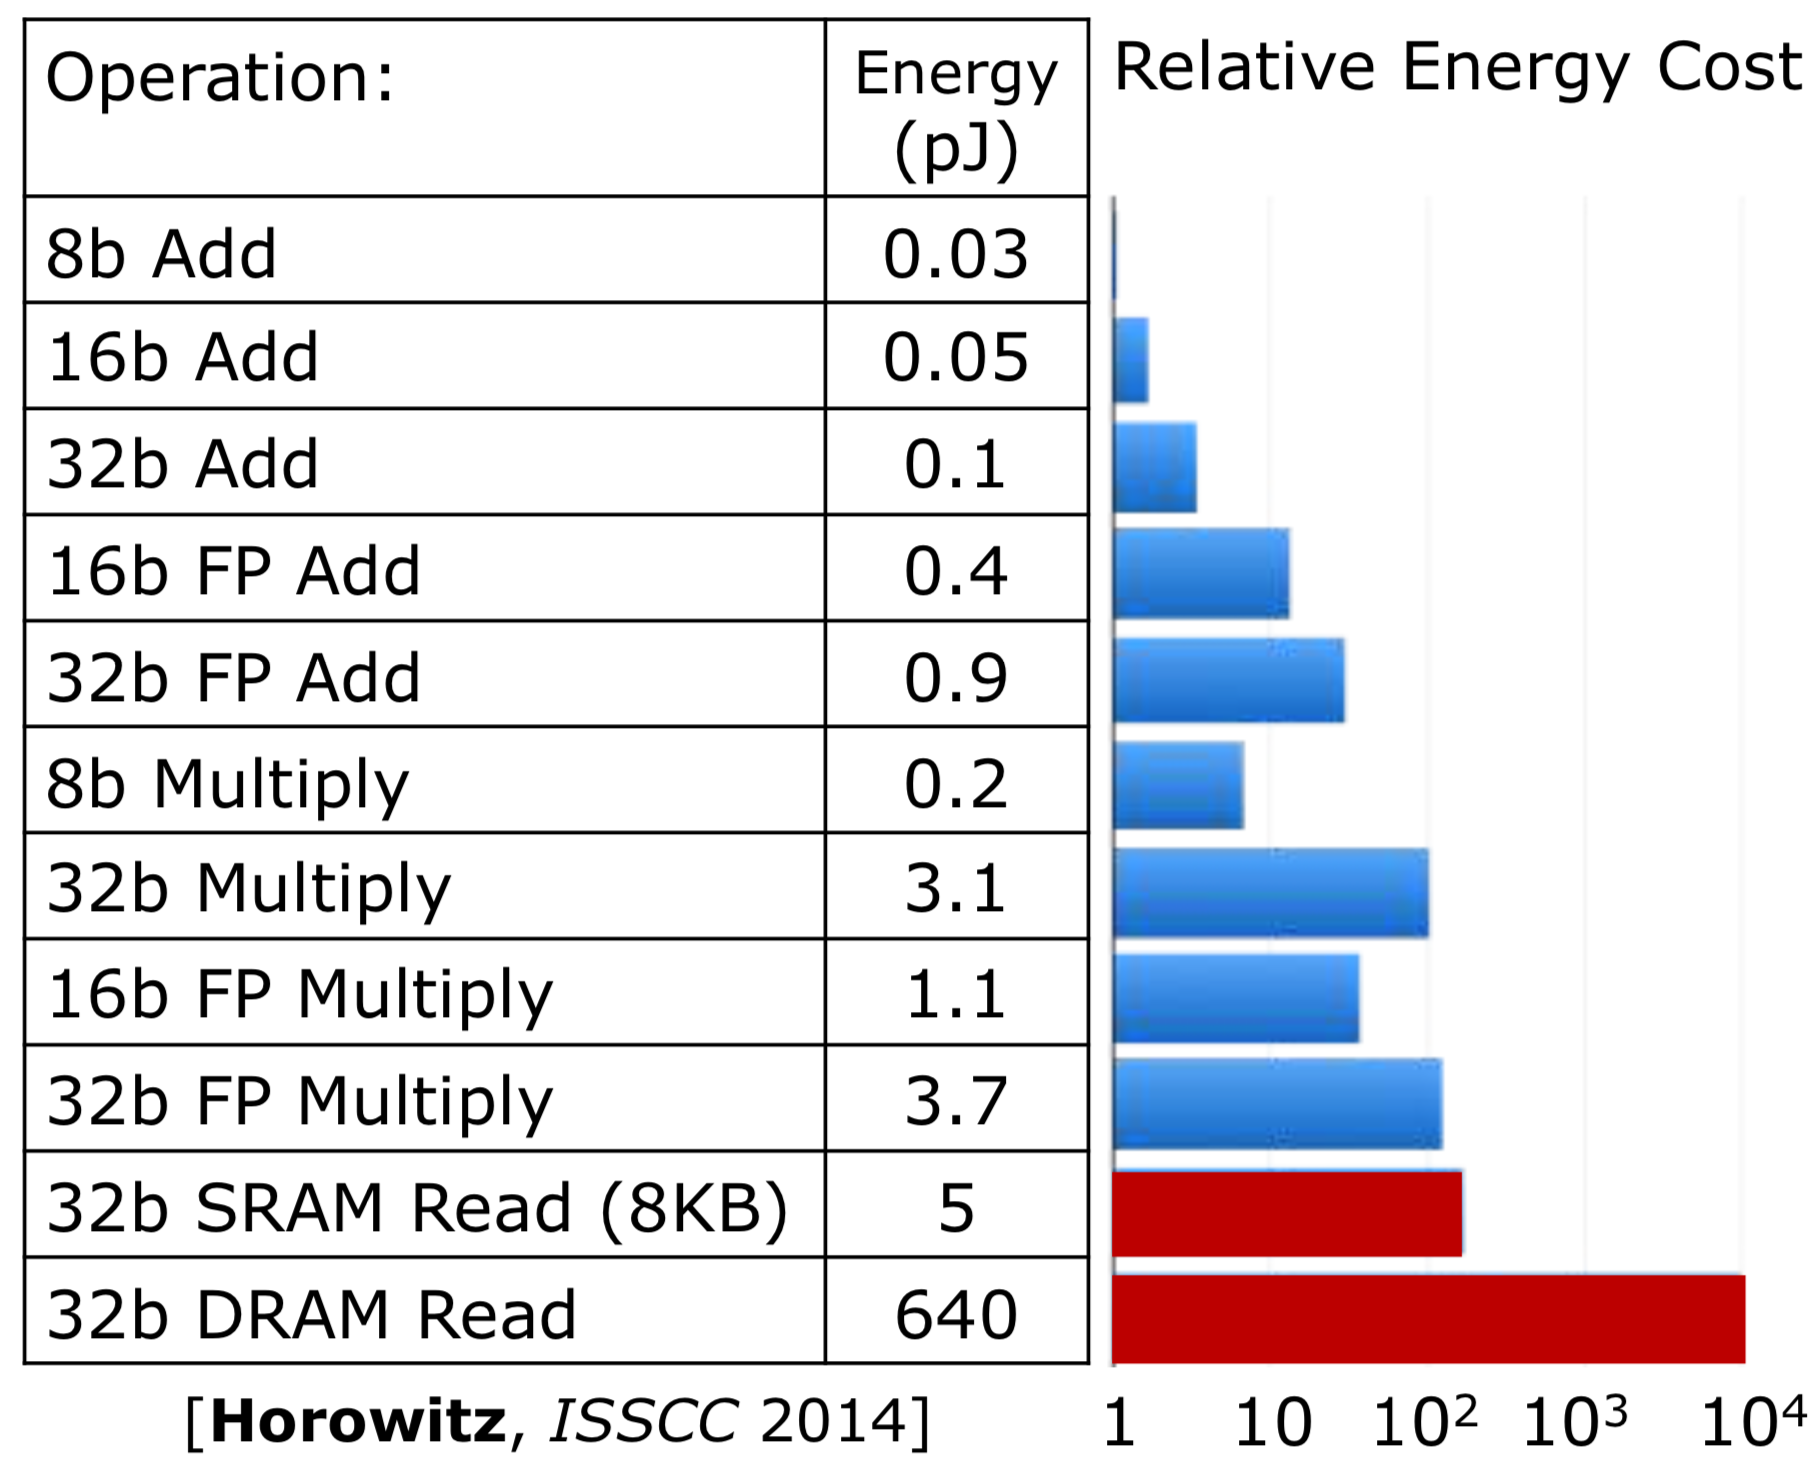 Operation: Energy (pJ) Relative Energy Cost
8b Add 0.03
16b Add 0.05
32b Add 0.1
16b FP Add 0.4
32b FP Add 0.9
8b Multiply 0.2
32b Multiply 3.1
16b FP Multiply 1.1
32b FP Multiply 3.7
32b SRAM Read (8KB) 5
32b DRAM Read 640
[Horowitz, ISSCC 2014] 1 10 10² 10³ 10⁴